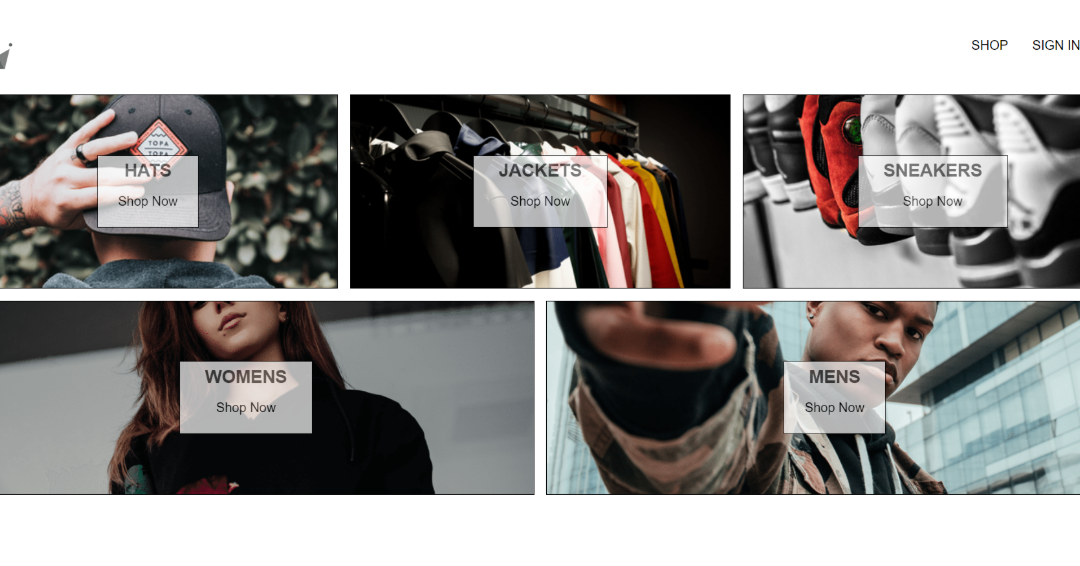 SHOP SIGN IN
TOPA
TOPA
HATS
Shop Now
JACKETS
Shop Now
SNEAKERS
Shop Now
WOMENS
Shop Now
MENS
Shop Now